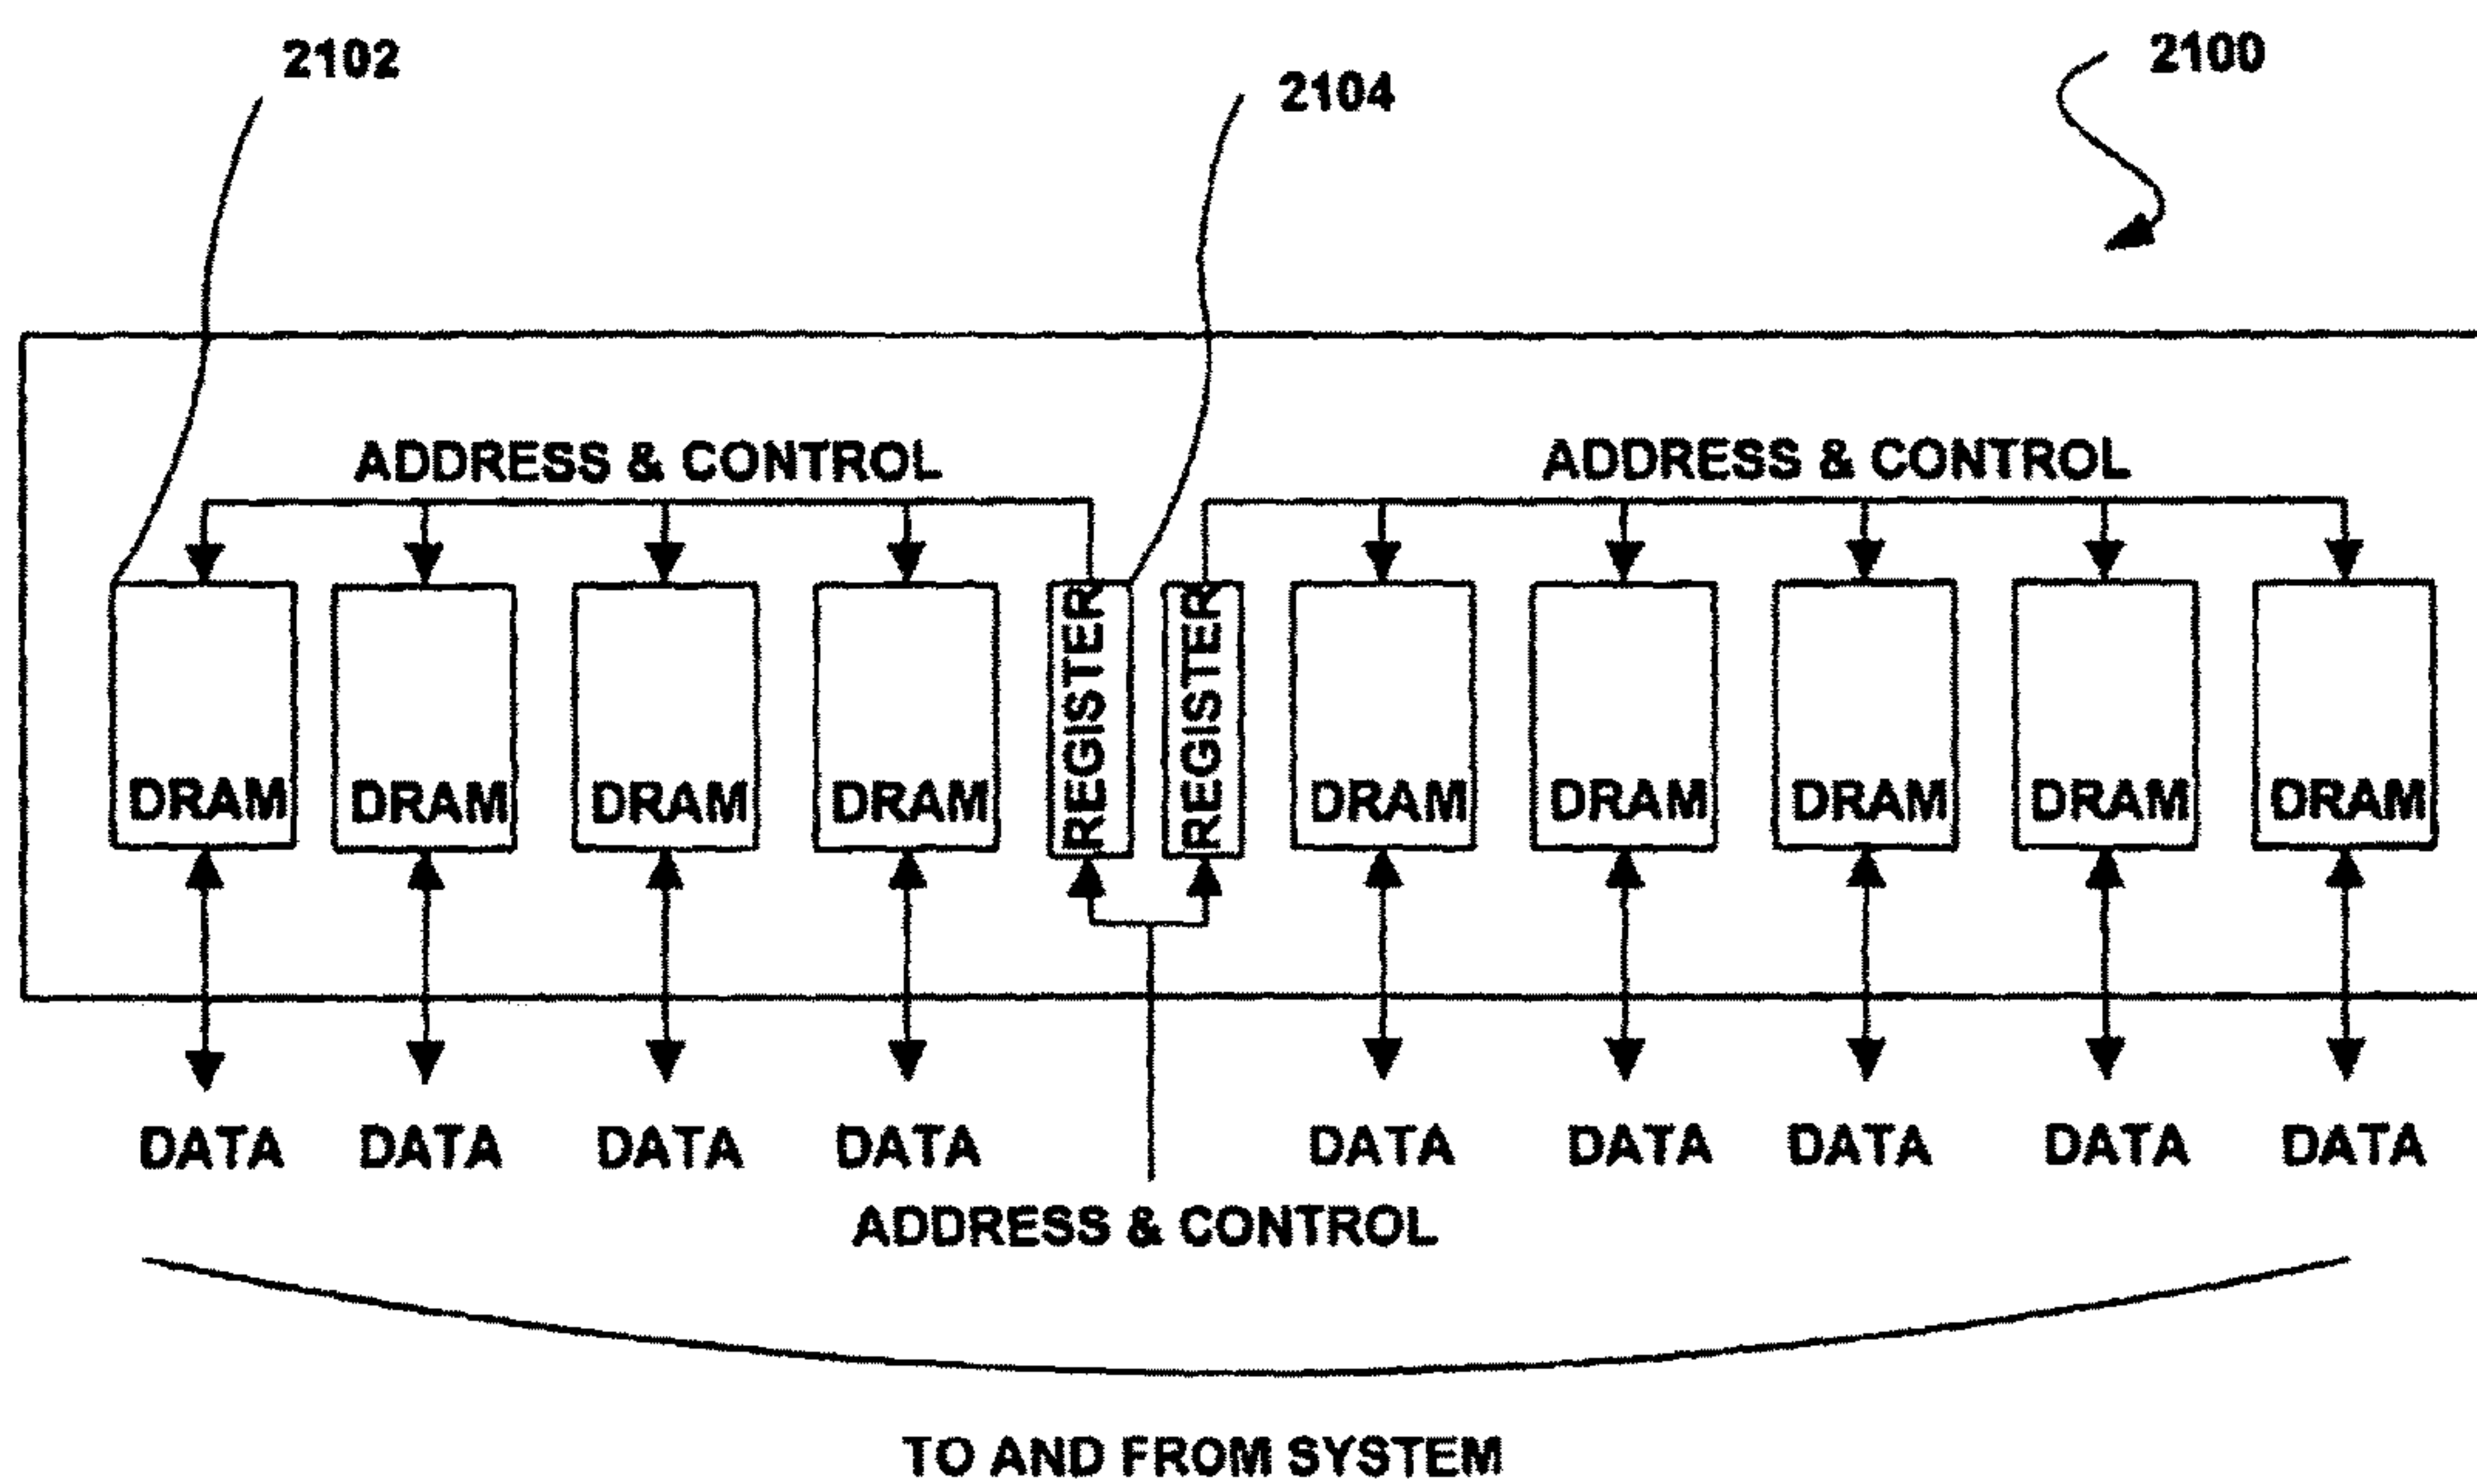 2102
2104
2100
ADDRESS & CONTROL
ADDRESS & CONTROL
DRAM
DRAM
DRAM
DRAM
REGISTER
REGISTER
DRAM
DRAM
DRAM
DRAM
DRAM
DATA
DATA
DATA
DATA
DATA
DATA
DATA
DATA
DATA
ADDRESS & CONTROL
TO AND FROM SYSTEM